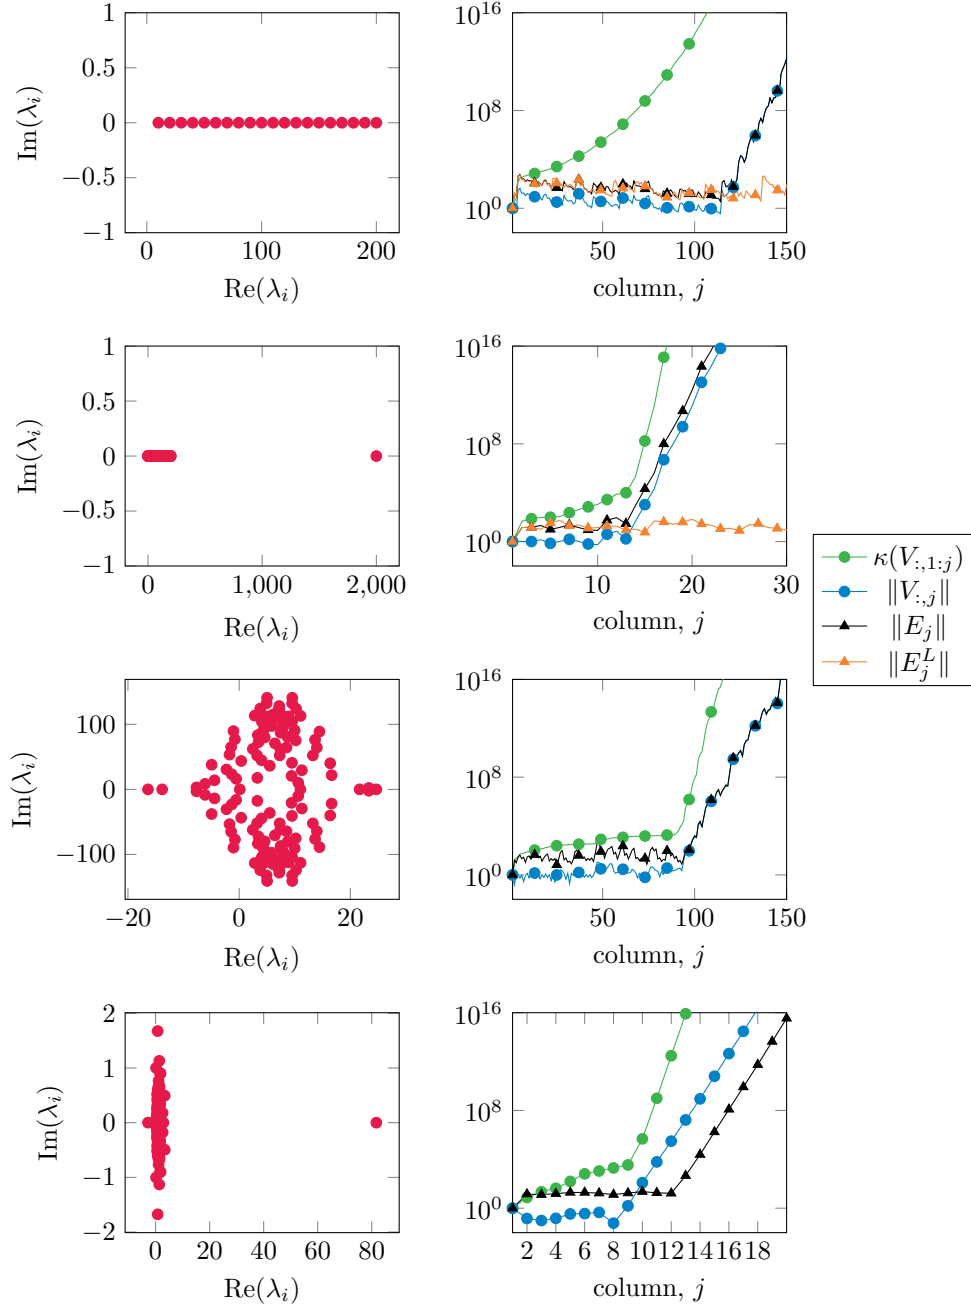 1
0.5
0
−0.5
−1
0 100 200
Re(λ_i)
Im(λ_i)
10^16
10^8
10^0
50 100 150
column, j
1
0.5
0
−0.5
−1
0 1,000 2,000
Re(λ_i)
Im(λ_i)
10^16
10^8
10^0
10 20 30
column, j
κ(V_{:,1:j})
‖V_{:,j}‖
‖E_j‖
‖E_j^L‖
100
0
−100
−20 0 20
Re(λ_i)
Im(λ_i)
10^16
10^8
10^0
50 100 150
column, j
2
1
0
−1
−2
0 20 40 60 80
Re(λ_i)
Im(λ_i)
10^16
10^8
10^0
2 4 6 8 10 12 14 16 18
column, j